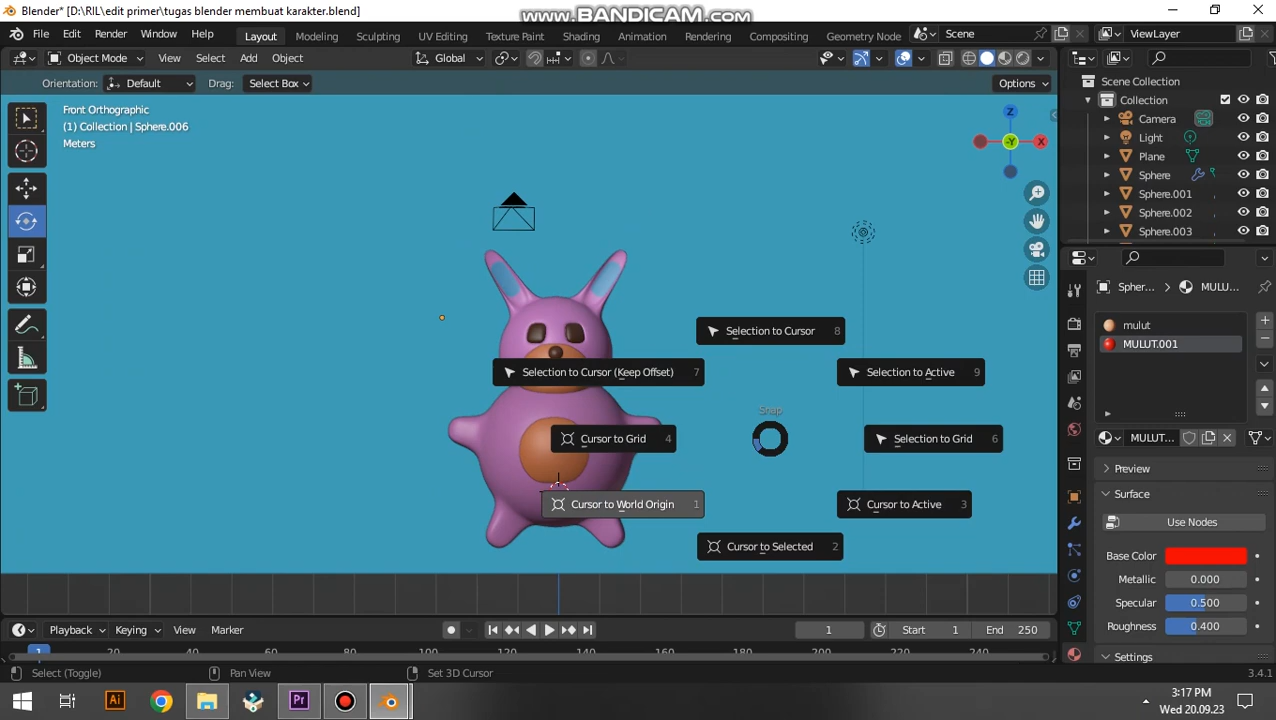 Blender* [D:\RIL\edit primer\tugas blender membuat karakter.blend]
www.BANDICAM.com
File Edit Render Window Help Layout Modeling Sculpting UV Editing Texture Paint Shading Animation Rendering Compositing Geometry Node Scene ViewLayer
Object Mode View Select Add Object Global
Orientation: Default Drag: Select Box Options
Front Orthographic
(1) Collection | Sphere.006
Meters
Z
-Y
X
Scene Collection
Collection
Camera
Light
Plane
Sphere
Sphere.001
Sphere.002
Sphere.003
Selection to Cursor 8
Selection to Cursor (Keep Offset) 7
Selection to Active 9
Snap
Cursor to Grid 4
Selection to Grid 6
Cursor to World Origin 1
Cursor to Active 3
Cursor to Selected 2
Spher... MULU...
mulut
MULUT.001
MULUT...
Preview
Surface
Use Nodes
Base Color
Metallic 0.000
Specular 0.500
Roughness 0.400
Settings
Playback Keying View Marker 1 Start 1 End 250
1 20 40 60 80 100 120 140 160 180 200 220 240
Select (Toggle) Pan View Set 3D Cursor 3.4.1
Ai Pr
3:17 PM
Wed 20.09.23